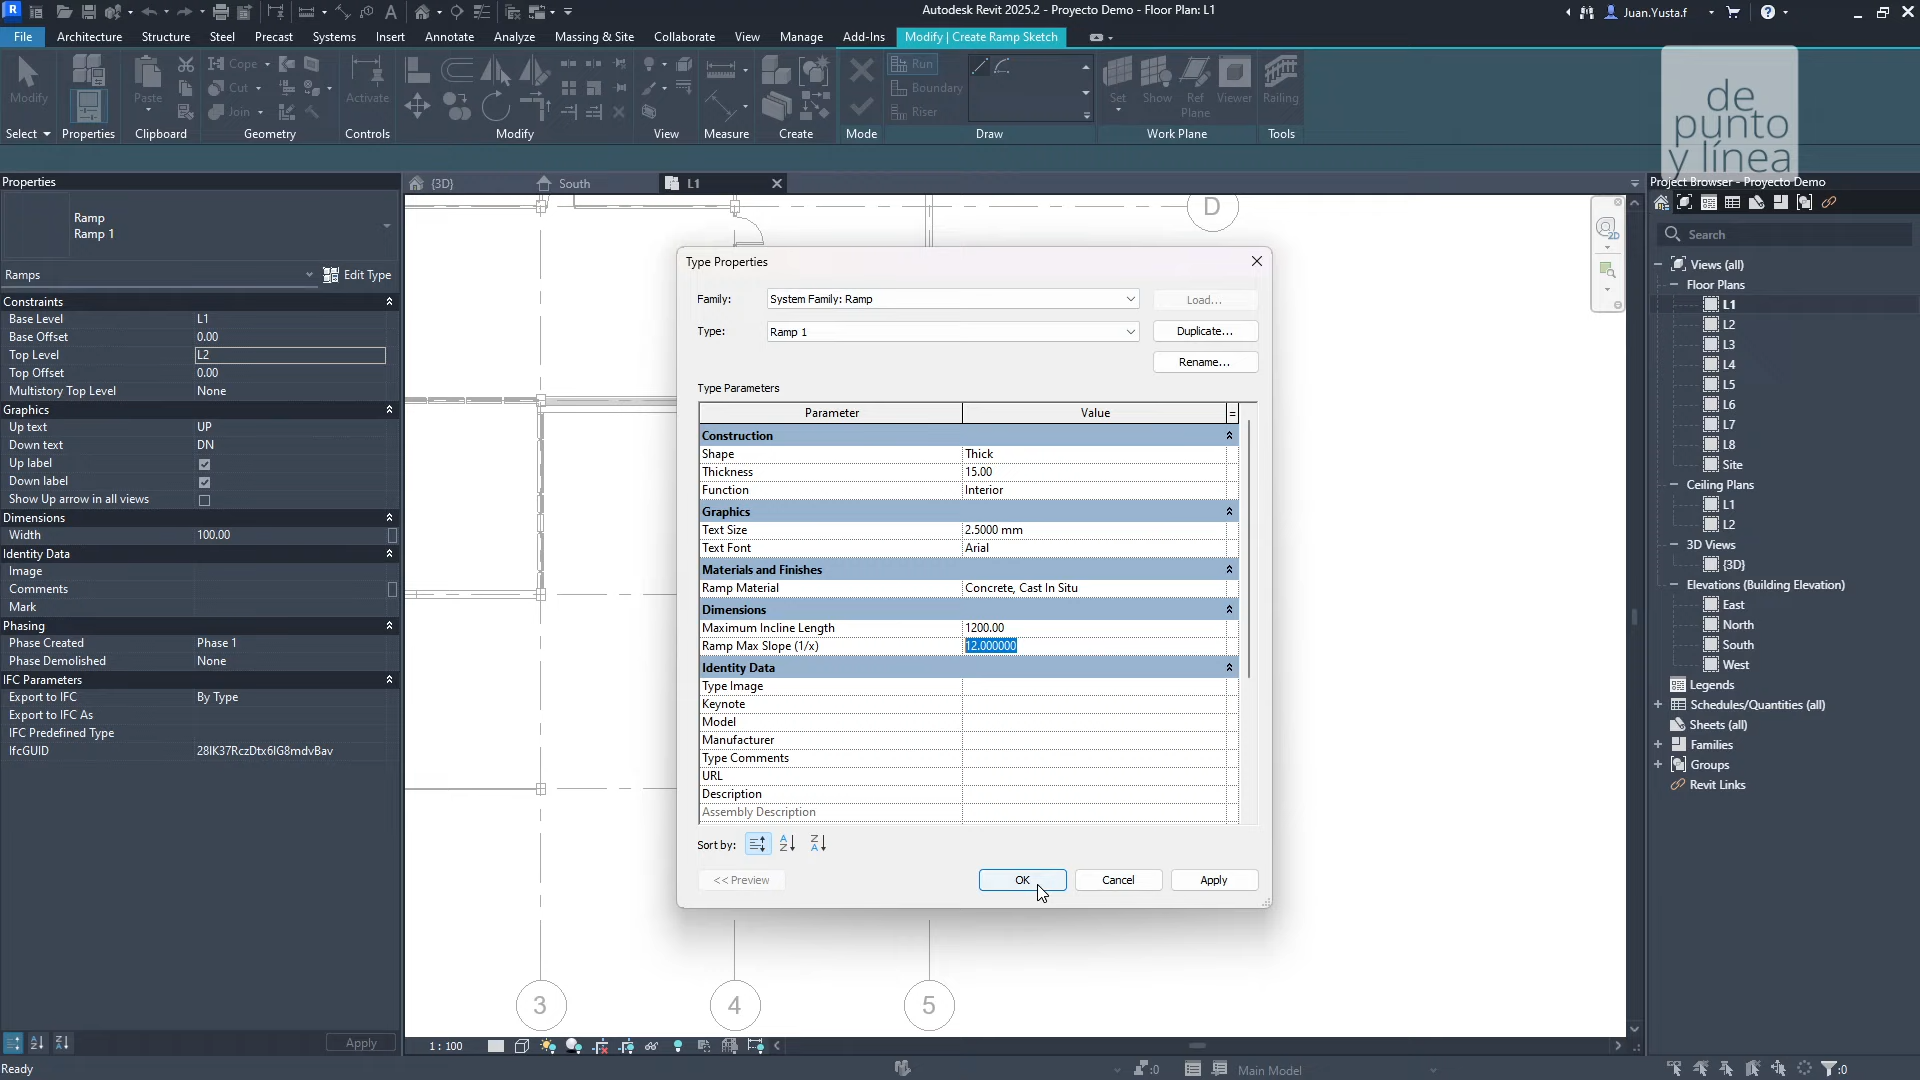 Autodesk Revit 2025.2 - Proyecto Demo - Floor Plan: L1
Juan.Yusta.f
File Architecture Structure Steel Precast Systems Insert Annotate Analyze Massing & Site Collaborate View Manage Add-Ins Modify | Create Ramp Sketch
Modify
Paste
Cope
Cut
Join
Activate
Run
Boundary
Riser
Set
Show
Ref
Plane
Viewer
Railing
Select Properties Clipboard Geometry Controls Modify View Measure Create Mode Draw Work Plane Tools
de
punto
y línea
Properties
Ramp
Ramp 1
Ramps
Edit Type
Constraints
Base Level L1
Base Offset 0.00
Top Level L2
Top Offset 0.00
Multistory Top Level None
Graphics
Up text UP
Down text DN
Up label
Down label
Show Up arrow in all views
Dimensions
Width 100.00
Identity Data
Image
Comments
Mark
Phasing
Phase Created Phase 1
Phase Demolished None
IFC Parameters
Export to IFC By Type
Export to IFC As
IFC Predefined Type
IfcGUID 28IK37RczDtx6IG8mdvBav
Apply
Ready
{3D} South L1
D
3 4 5
1 : 100
Type Properties
Family: System Family: Ramp Load...
Type: Ramp 1 Duplicate...
Rename...
Type Parameters
Parameter Value =
Construction
Shape Thick
Thickness 15.00
Function Interior
Graphics
Text Size 2.5000 mm
Text Font Arial
Materials and Finishes
Ramp Material Concrete, Cast In Situ
Dimensions
Maximum Incline Length 1200.00
Ramp Max Slope (1/x) 12.000000
Identity Data
Type Image
Keynote
Model
Manufacturer
Type Comments
URL
Description
Assembly Description
Sort by:
<< Preview OK Cancel Apply
2D
Project Browser - Proyecto Demo
Search
Views (all)
Floor Plans
L1
L2
L3
L4
L5
L6
L7
L8
Site
Ceiling Plans
L1
L2
3D Views
{3D}
Elevations (Building Elevation)
East
North
South
West
Legends
Schedules/Quantities (all)
Sheets (all)
Families
Groups
Revit Links
:0
Main Model
:0